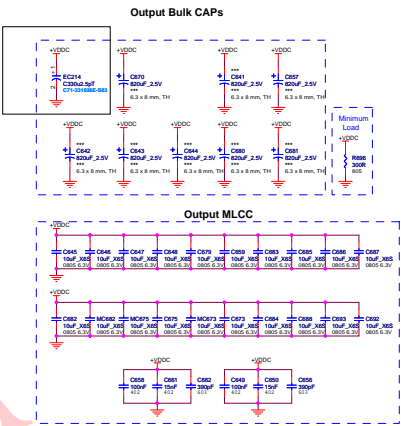 Output Bulk CAPs
+VDDC
1
EC214
C330u2.5pT
C71-331030E-S03
2
+VDDC +VDDC +VDDC
*** *** ***
C670 C641 C657
820uF_2.5V 820uF_2.5V 820uF_2.5V
*** *** ***
6.3 x 8 mm, TH 6.3 x 8 mm, TH 6.3 x 8 mm, TH
+VDDC +VDDC +VDDC +VDDC +VDDC
*** *** *** *** ***
C642 C643 C644 C680 C681
820uF_2.5V 820uF_2.5V 820uF_2.5V 820uF_2.5V 820uF_2.5V
*** *** *** *** ***
6.3 x 8 mm, TH 6.3 x 8 mm, TH 6.3 x 8 mm, TH 6.3 x 8 mm, TH 6.3 x 8 mm, TH
Minimum
Load
+VDDC
R696
300R
805
Output MLCC
+VDDC
C645 C646 C647 C648 C679 C659 C683 C685 C686 C687
10uF_X6S 10uF_X6S 10uF_X6S 10uF_X6S 10uF_X6S 10uF_X6S 10uF_X6S 10uF_X6S 10uF_X6S 10uF_X6S
0805 6.3V 0805 6.3V 0805 6.3V 0805 6.3V 0805 6.3V 0805 6.3V 0805 6.3V 0805 6.3V 0805 6.3V 0805 6.3V
+VDDC
C682 MC682 MC675 C675 MC673 C673 C684 C688 C693 C692
10uF_X6S 10uF_X6S 10uF_X6S 10uF_X6S 10uF_X6S 10uF_X6S 10uF_X6S 10uF_X6S 10uF_X6S 10uF_X6S
0805 6.3V 0805 6.3V 0805 6.3V 0805 6.3V 0805 6.3V 0805 6.3V 0805 6.3V 0805 6.3V 0805 6.3V 0805 6.3V
+VDDC +VDDC
C658 C661 C662 C649 C650 C656
100nF 15nF 390pF 100nF 15nF 390pF
402 402 603 402 402 603